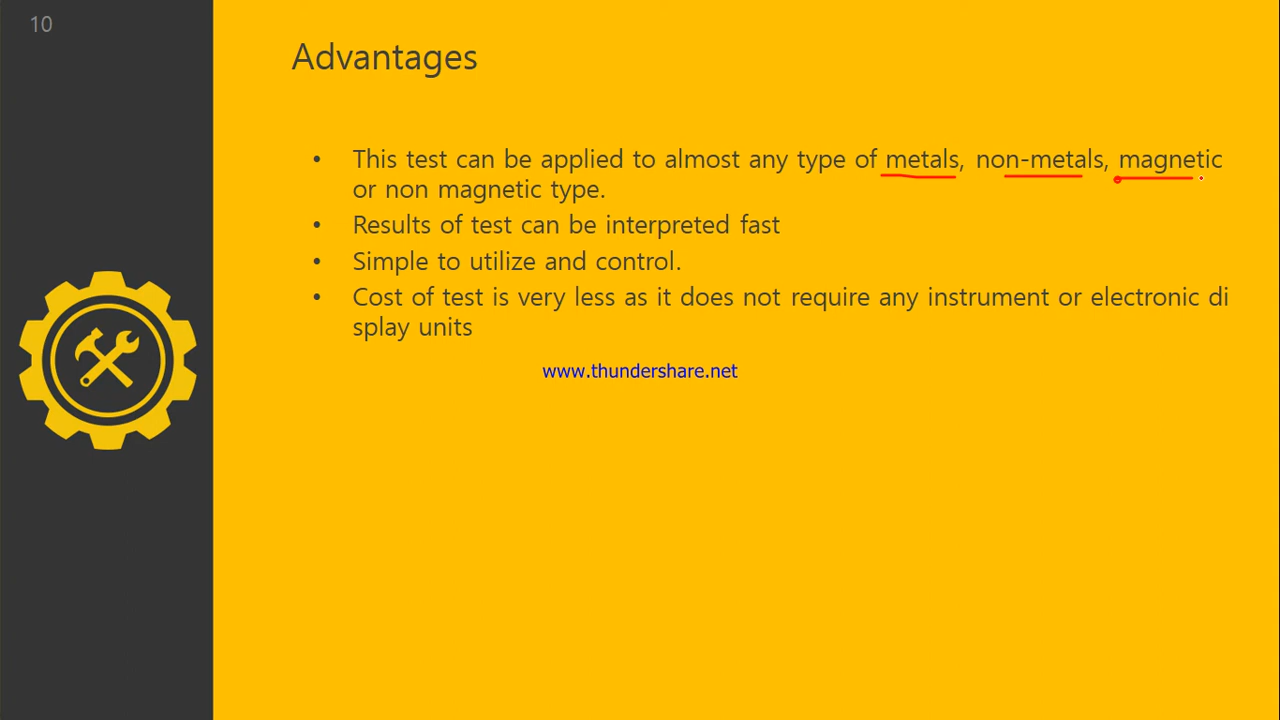 10
Advantages
• This test can be applied to almost any type of metals, non-metals, magnetic
or non magnetic type.
• Results of test can be interpreted fast
• Simple to utilize and control.
• Cost of test is very less as it does not require any instrument or electronic di
splay units
www.thundershare.net